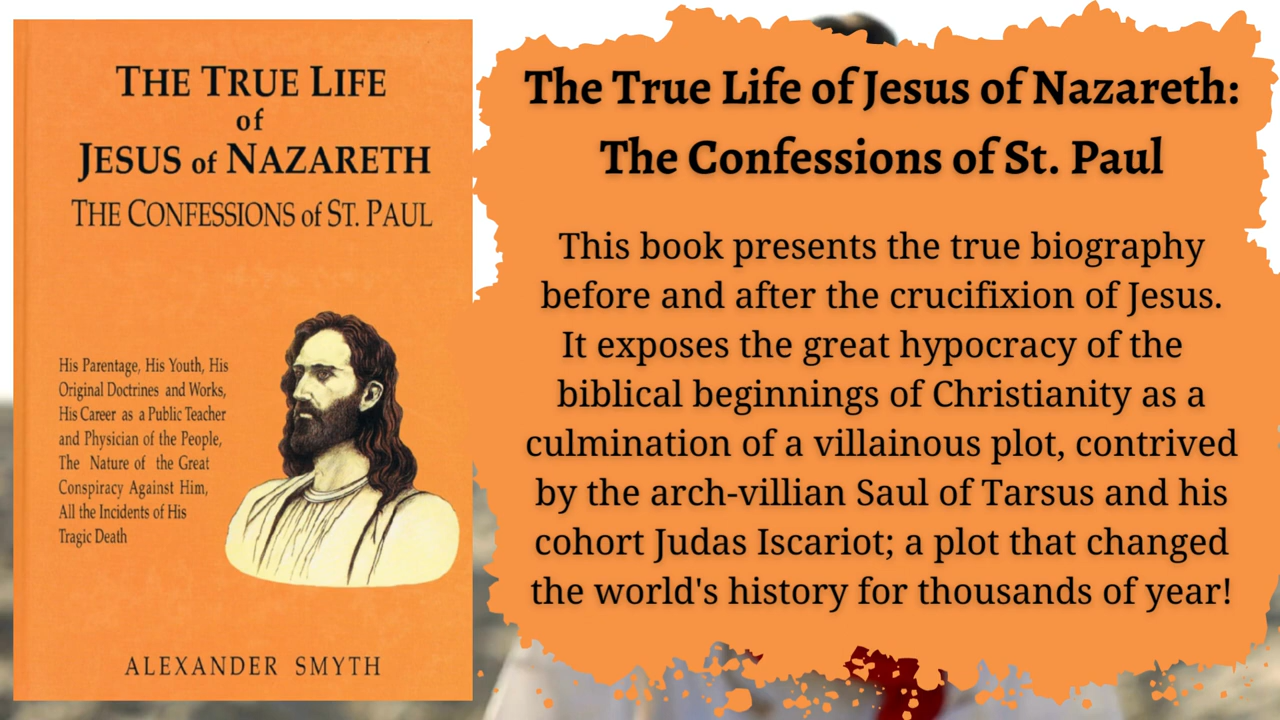 THE TRUE LIFE
of
JESUS of NAZARETH
THE CONFESSIONS of ST. PAUL
His Parentage, His Youth, His
Original Doctrines and Works,
His Career as a Public Teacher
and Physician of the People,
The Nature of the Great
Conspiracy Against Him,
All the Incidents of His
Tragic Death
ALEXANDER SMYTH
The True Life of Jesus of Nazareth:
The Confessions of St. Paul
This book presents the true biography
before and after the crucifixion of Jesus.
It exposes the great hypocracy of the
biblical beginnings of Christianity as a
culmination of a villainous plot, contrived
by the arch-villian Saul of Tarsus and his
cohort Judas Iscariot; a plot that changed
the world's history for thousands of year!